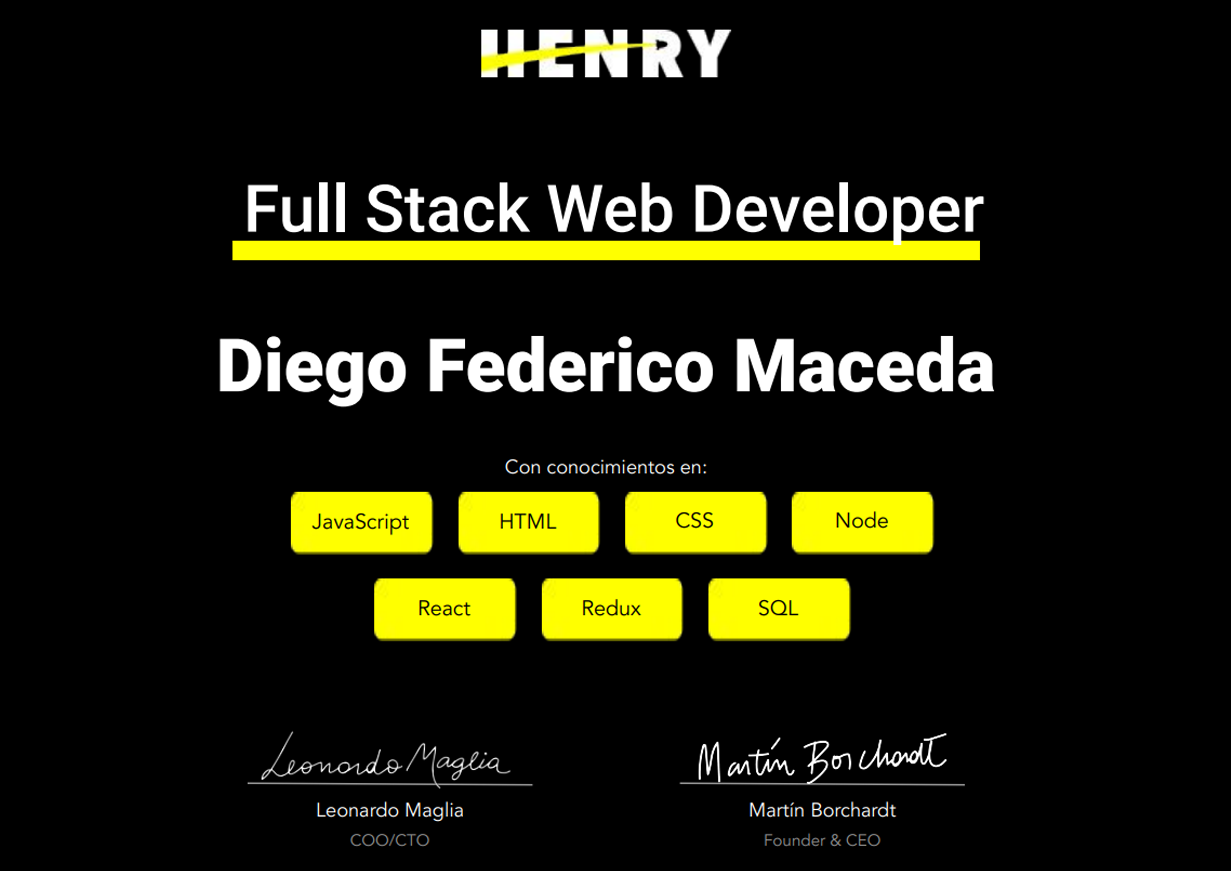 HENRY
Full Stack Web Developer
Diego Federico Maceda
Con conocimientos en:
JavaScript HTML CSS Node
React Redux SQL
Leonardo Maglia Martín Borchardt
Leonardo Maglia Martín Borchardt
COO/CTO Founder & CEO